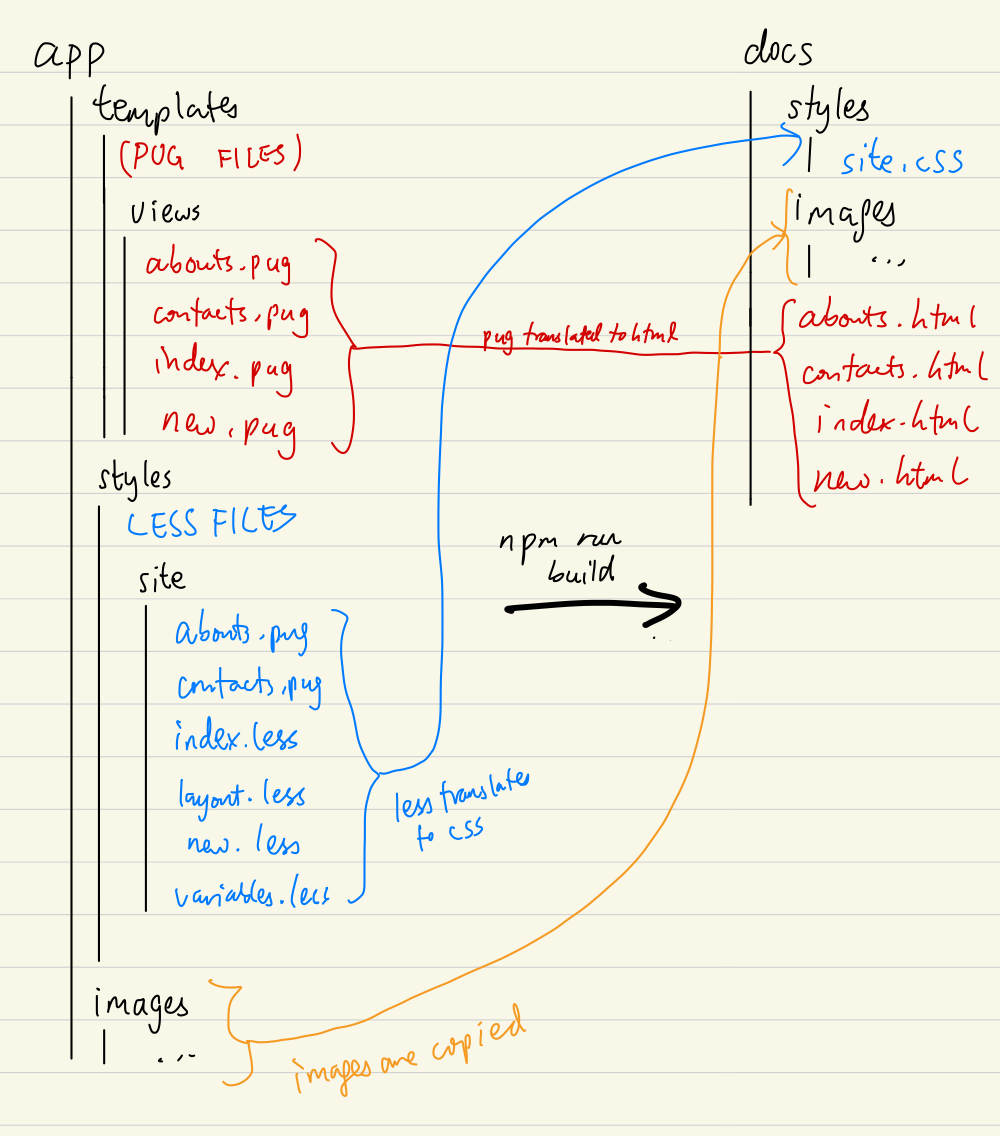 app
templates
(PUG FILES)
views
abouts.pug
contacts.pug
index.pug
new.pug
styles
LESS FILES
site
abouts.pug
contacts.pug
index.less
layout.less
new.less
variables.less
images
...
pug translated to html
less translates
to css
images are copied
npm run
build
docs
styles
site.css
images
...
abouts.html
contacts.html
index.html
new.html